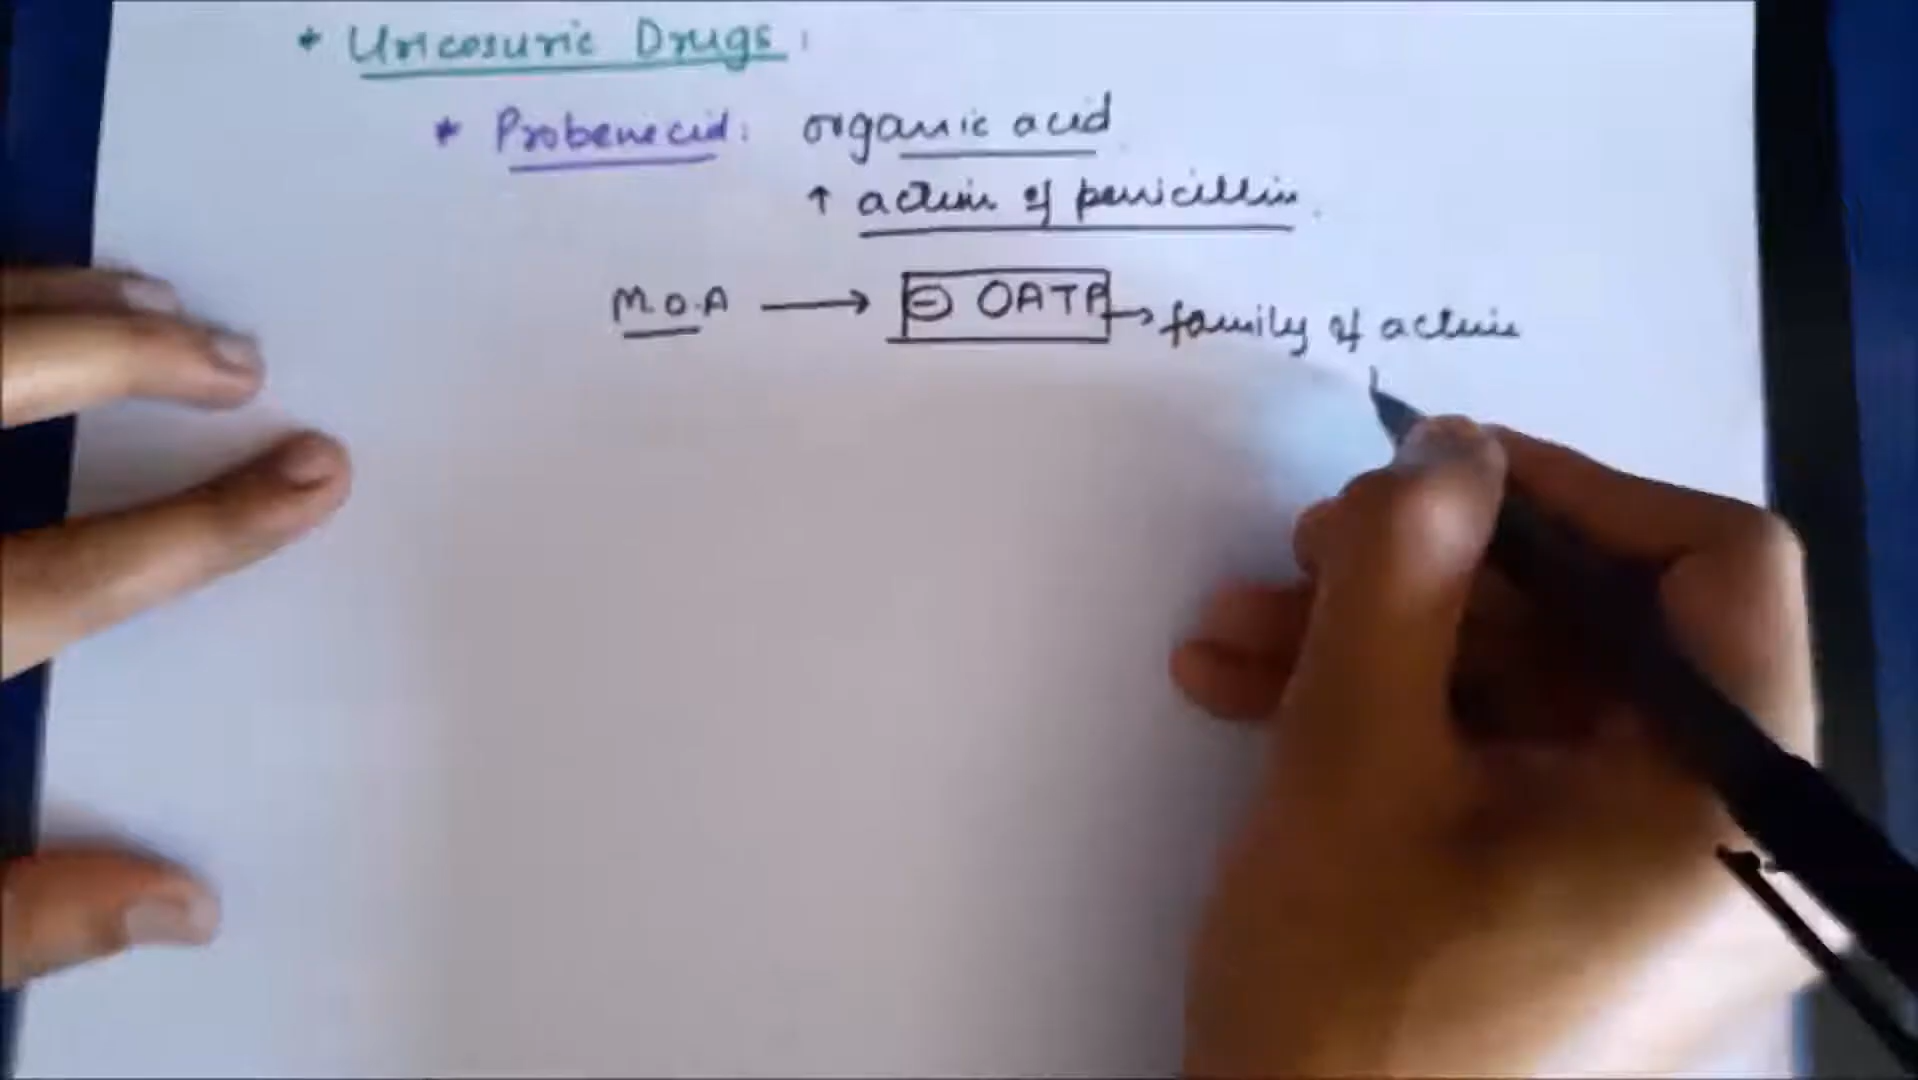 * Uricosuric Drugs :
* Probenecid : organic acid
↑ action of penicillin.
M.O.A → ⊖ OATP → family of active